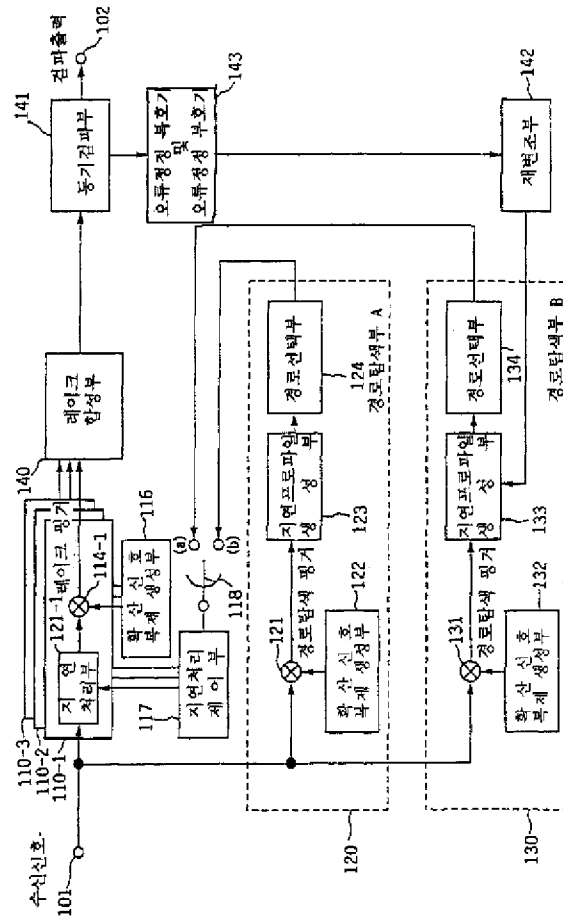 수신신호
101
110-3
110-2
110-1
지연
처리부
121-1
레이크 핑거
114-1
116
확산신호
복제 생성부
117
지연처리
제어부
118
(a)
(b)
140
레이크
합성부
141
동기검파부
검파출력
102
오류정정 복호기
및
오류정정 부호기
143
142
재변조부
120
121
경로탐색 핑거
122
확산신호
복제 생성부
123
지연프로파일
생성부
124
경로선택부
경로탐색부 A
130
131
경로탐색 핑거
132
확산신호
복제 생성부
133
지연프로파일
생성부
134
경로선택부
경로탐색부 B